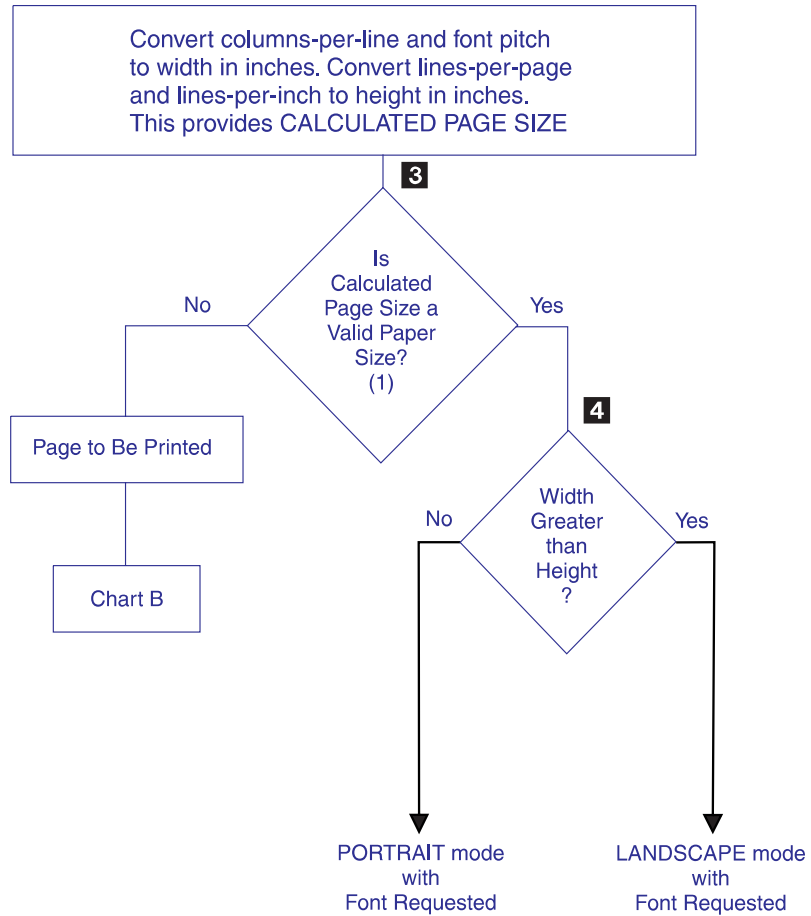 Convert columns-per-line and font pitch
to width in inches. Convert lines-per-page
and lines-per-inch to height in inches.
This provides CALCULATED PAGE SIZE
3
Is
Calculated
Page Size a
Valid Paper
Size?
(1)
No
Yes
4
Page to Be Printed
Width
Greater
than
Height
?
No
Yes
Chart B
PORTRAIT mode
with
Font Requested
LANDSCAPE mode
with
Font Requested